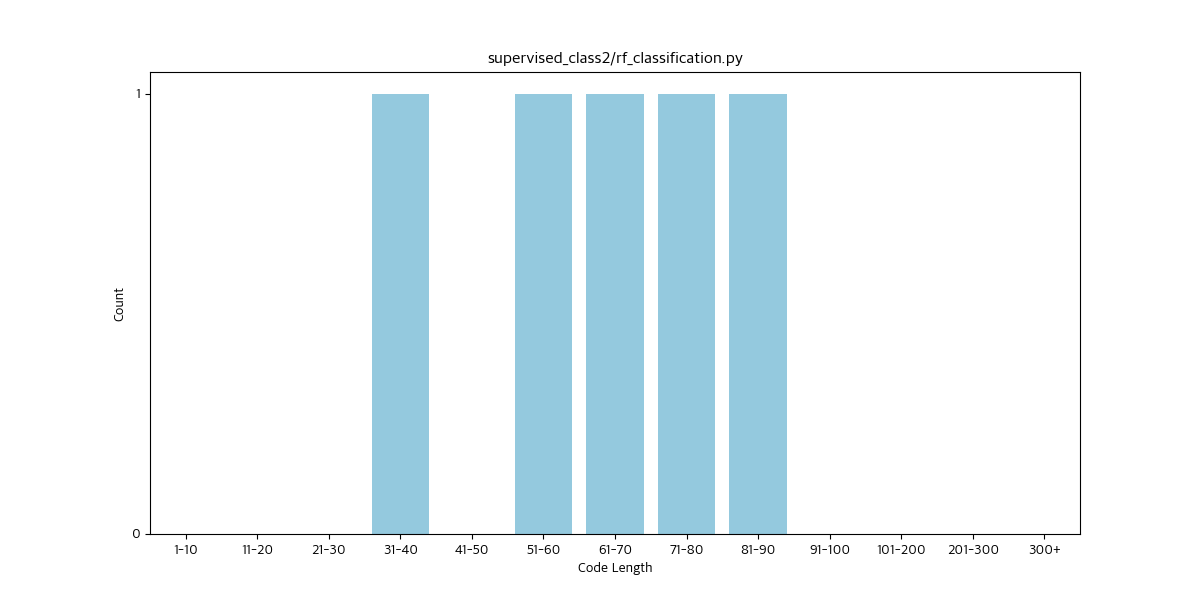 supervised_class2/rf_classification.py
1
Count
0
1-10 11-20 21-30 31-40 41-50 51-60 61-70 71-80 81-90 91-100 101-200 201-300 300+
Code Length